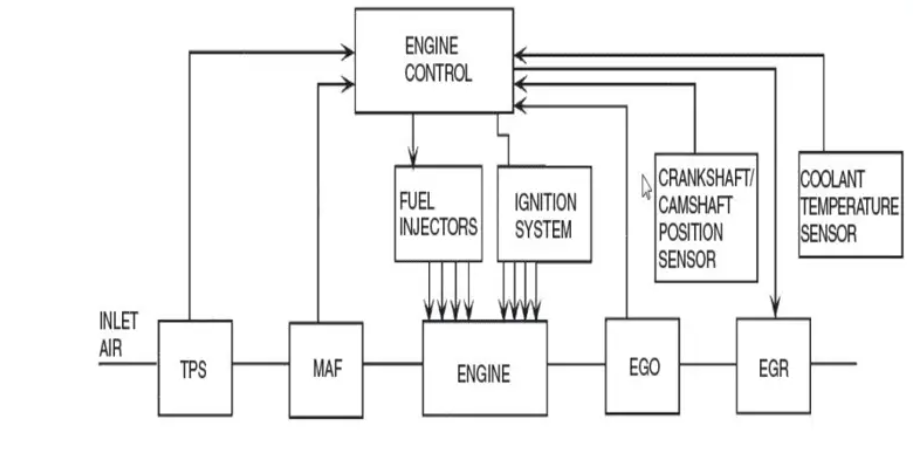 ENGINE
CONTROL
FUEL
INJECTORS
IGNITION
SYSTEM
CRANKSHAFT/
CAMSHAFT
POSITION
SENSOR
COOLANT
TEMPERATURE
SENSOR
INLET
AIR
TPS
MAF
ENGINE
EGO
EGR